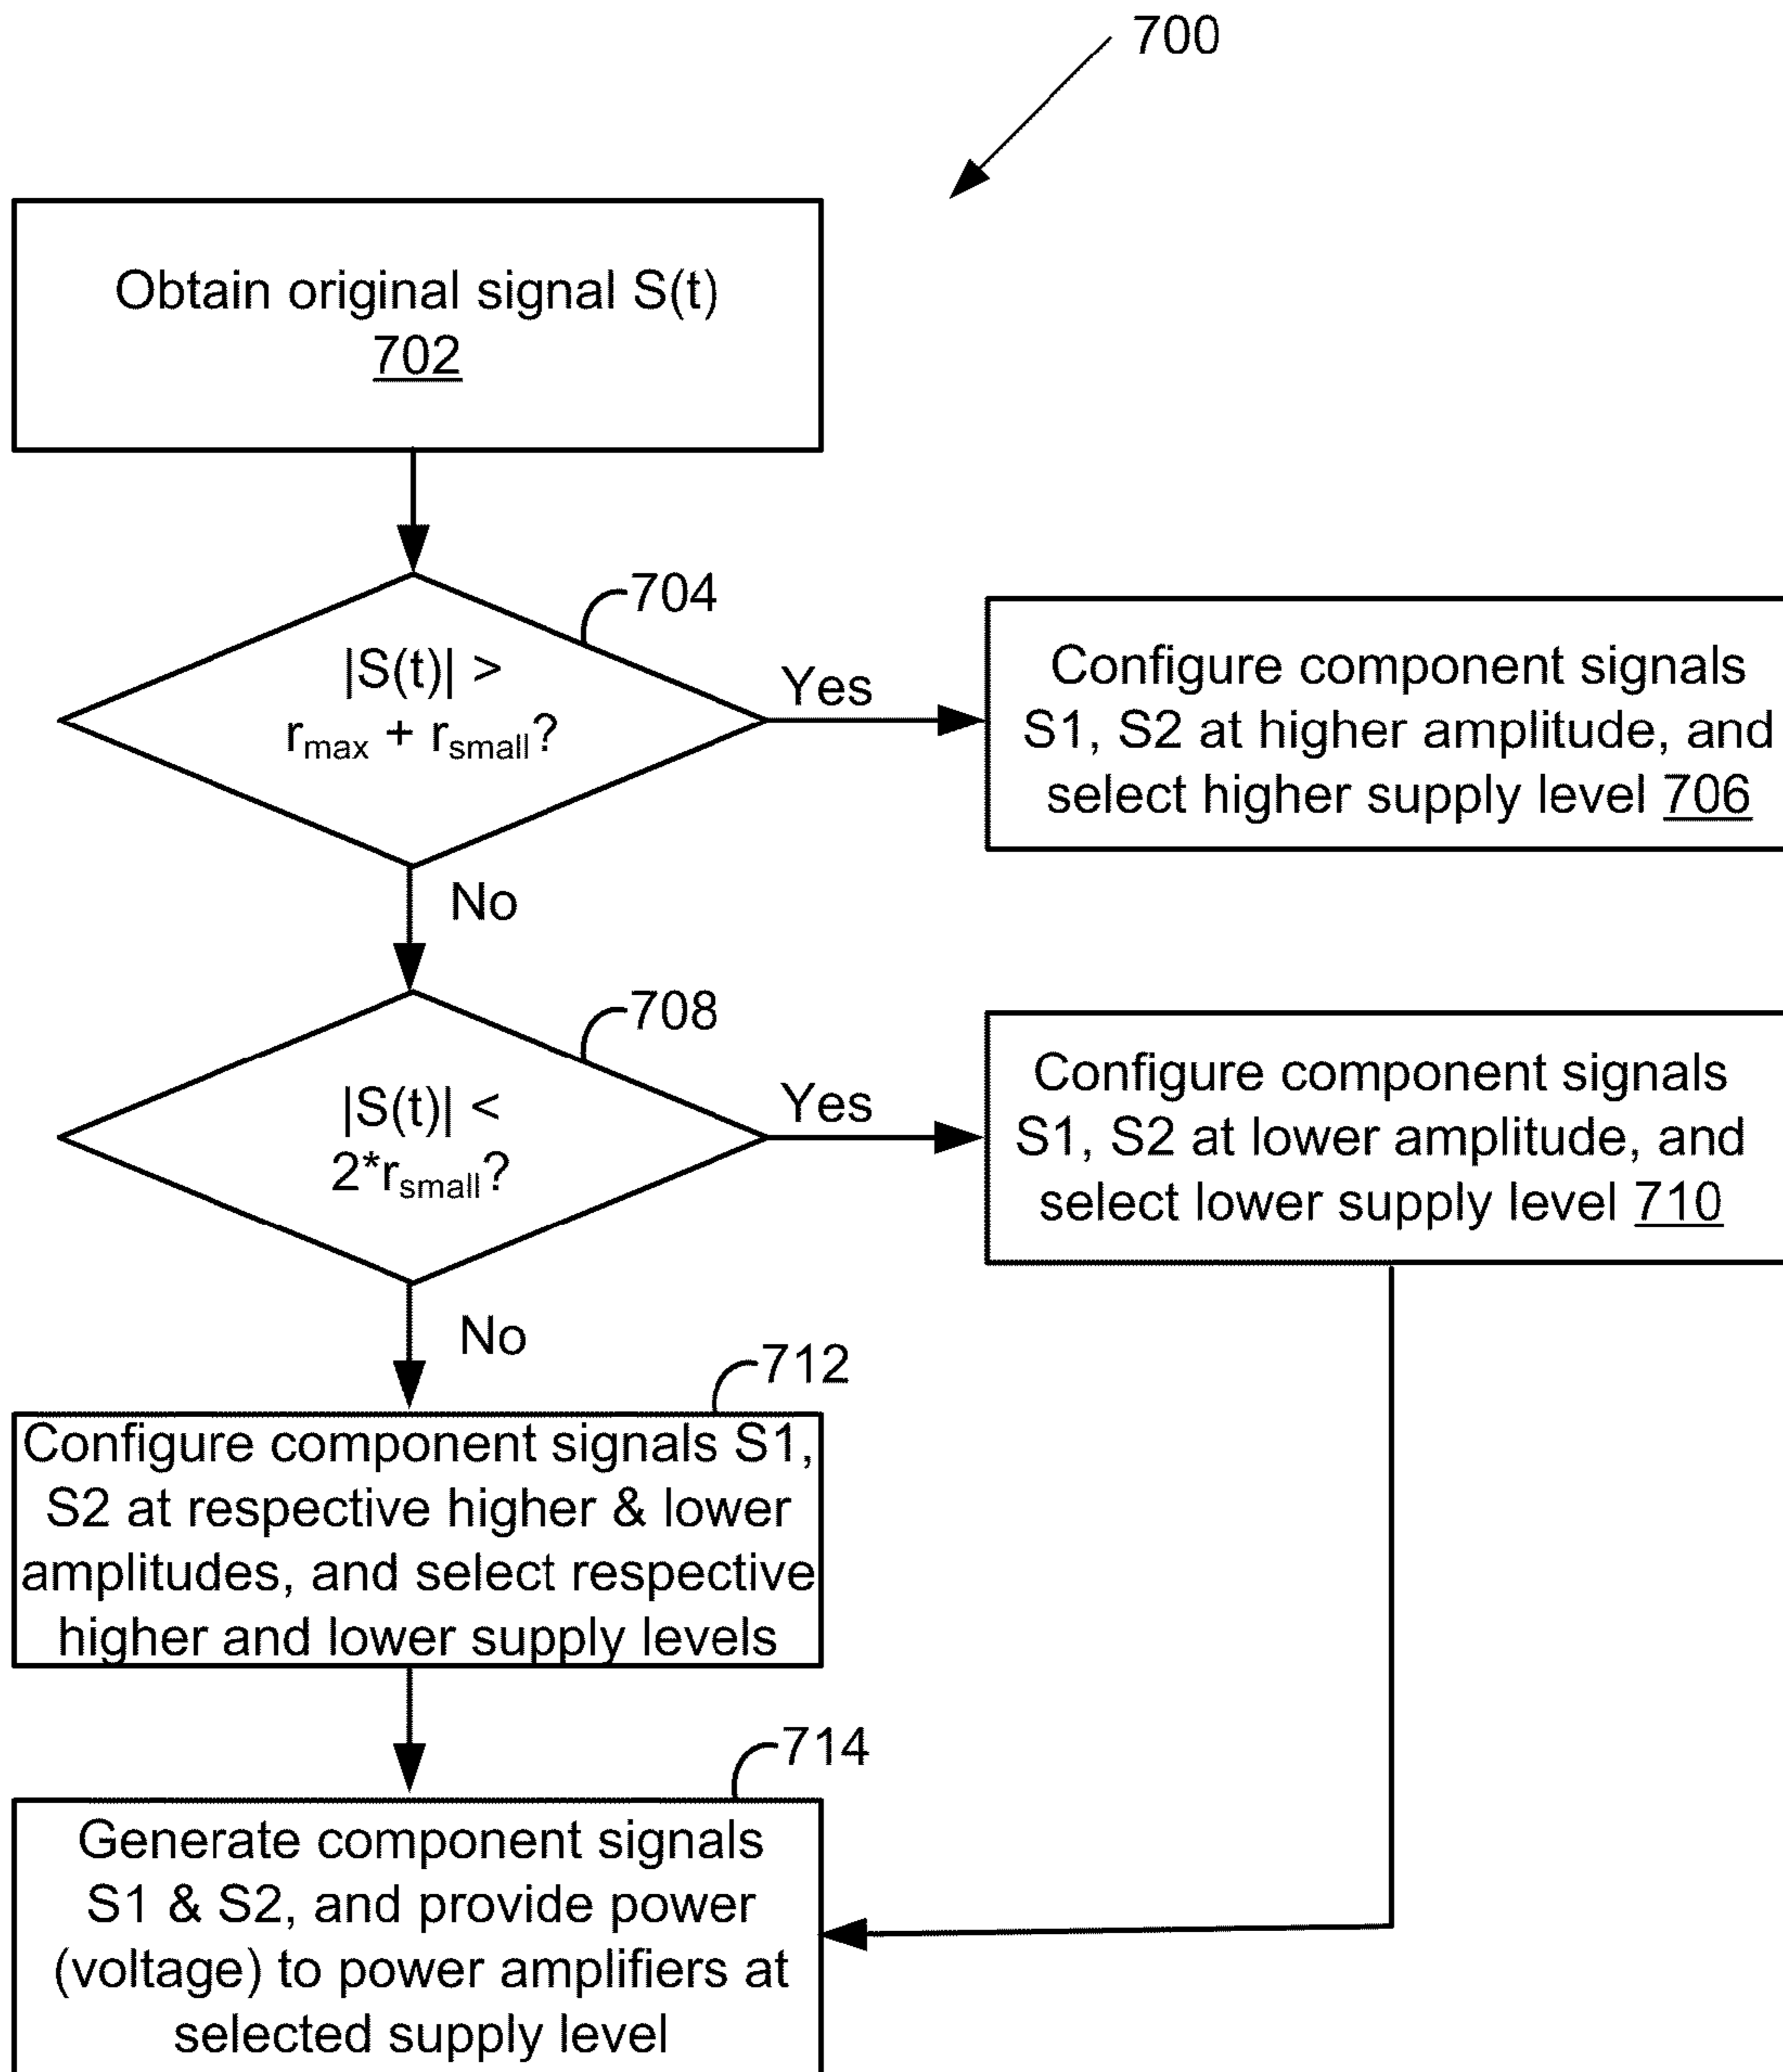 700
Obtain original signal S(t)
702
704
|S(t)| >
rmax + rsmall?
Yes
Configure component signals
S1, S2 at higher amplitude, and
select higher supply level 706
No
708
|S(t)| <
2*rsmall?
Yes
Configure component signals
S1, S2 at lower amplitude, and
select lower supply level 710
No
712
Configure component signals S1,
S2 at respective higher & lower
amplitudes, and select respective
higher and lower supply levels
714
Generate component signals
S1 & S2, and provide power
(voltage) to power amplifiers at
selected supply level